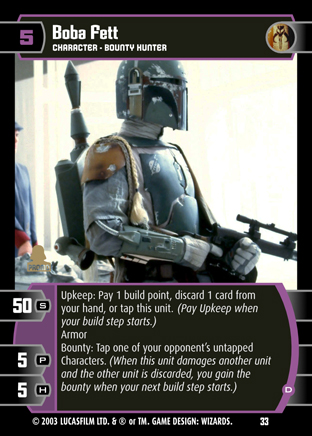 5
Boba Fett
CHARACTER - BOUNTY HUNTER
50 S
Upkeep: Pay 1 build point, discard 1 card from
your hand, or tap this unit. (Pay Upkeep when
your build step starts.)
Armor
5 P
Bounty: Tap one of your opponent's untapped
Characters. (When this unit damages another unit
and the other unit is discarded, you gain the
5 H
bounty when your next build step starts.)
D
© 2003 LUCASFILM LTD. & ® or TM. GAME DESIGN: WIZARDS.
33